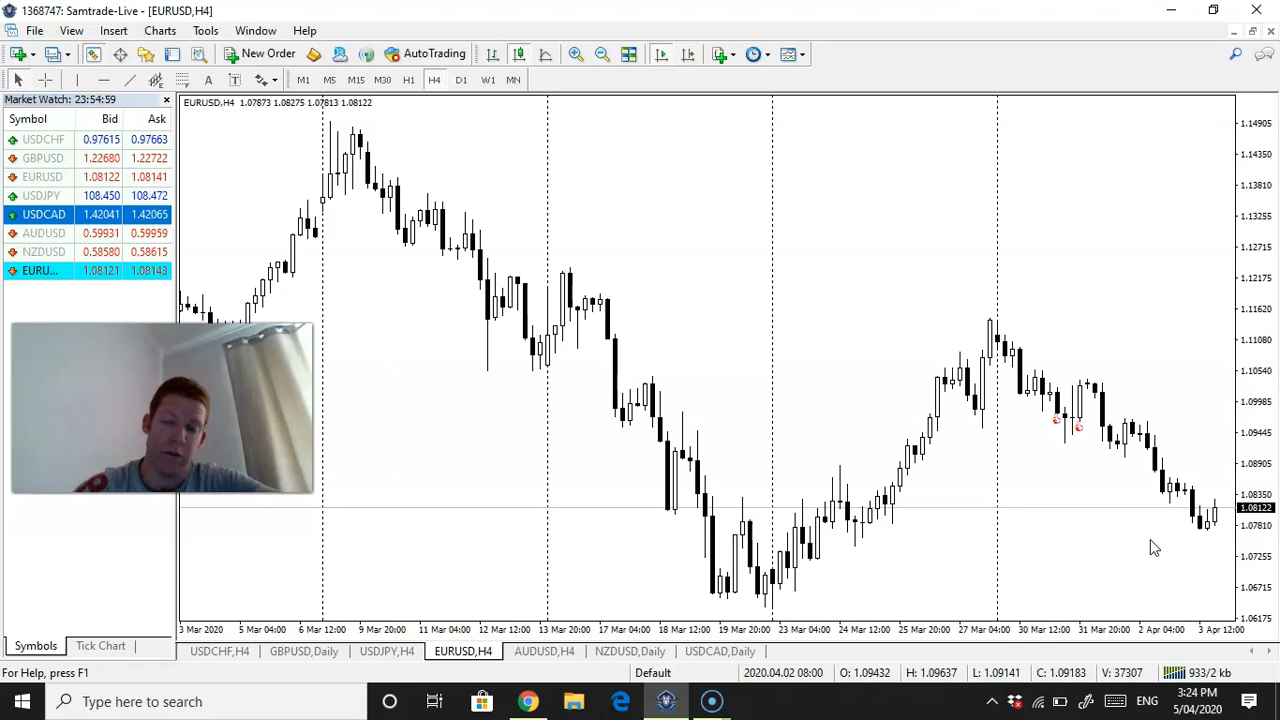 1368747: Samtrade-Live - [EURUSD,H4]
File View Insert Charts Tools Window Help
New Order AutoTrading
A T M1 M5 M15 M30 H1 H4 D1 W1 MN
Market Watch: 23:54:59
Symbol Bid Ask
USDCHF 0.97615 0.97663
GBPUSD 1.22680 1.22722
EURUSD 1.08122 1.08141
USDJPY 108.450 108.472
USDCAD 1.42041 1.42065
AUDUSD 0.59931 0.59959
NZDUSD 0.58580 0.58615
EURU... 1.08121 1.08143
Symbols Tick Chart
EURUSD,H4 1.07873 1.08275 1.07813 1.08122
1.14905
1.14350
1.13810
1.13255
1.12715
1.12175
1.11620
1.11080
1.10540
1.09985
1.09445
1.08905
1.08350
1.08122
1.07810
1.07255
1.06715
1.06175
3 Mar 2020 5 Mar 04:00 6 Mar 12:00 9 Mar 20:00 11 Mar 04:00 12 Mar 12:00 13 Mar 20:00 17 Mar 04:00 18 Mar 12:00 19 Mar 20:00 23 Mar 04:00 24 Mar 12:00 25 Mar 20:00 27 Mar 04:00 30 Mar 12:00 31 Mar 20:00 2 Apr 04:00 3 Apr 12:00
USDCHF,H4 GBPUSD,Daily USDJPY,H4 EURUSD,H4 AUDUSD,H4 NZDUSD,Daily USDCAD,Daily
For Help, press F1 Default 2020.04.02 08:00 O: 1.09432 H: 1.09637 L: 1.09141 C: 1.09183 V: 37307 933/2 kb
Type here to search
ENG
3:24 PM
5/04/2020